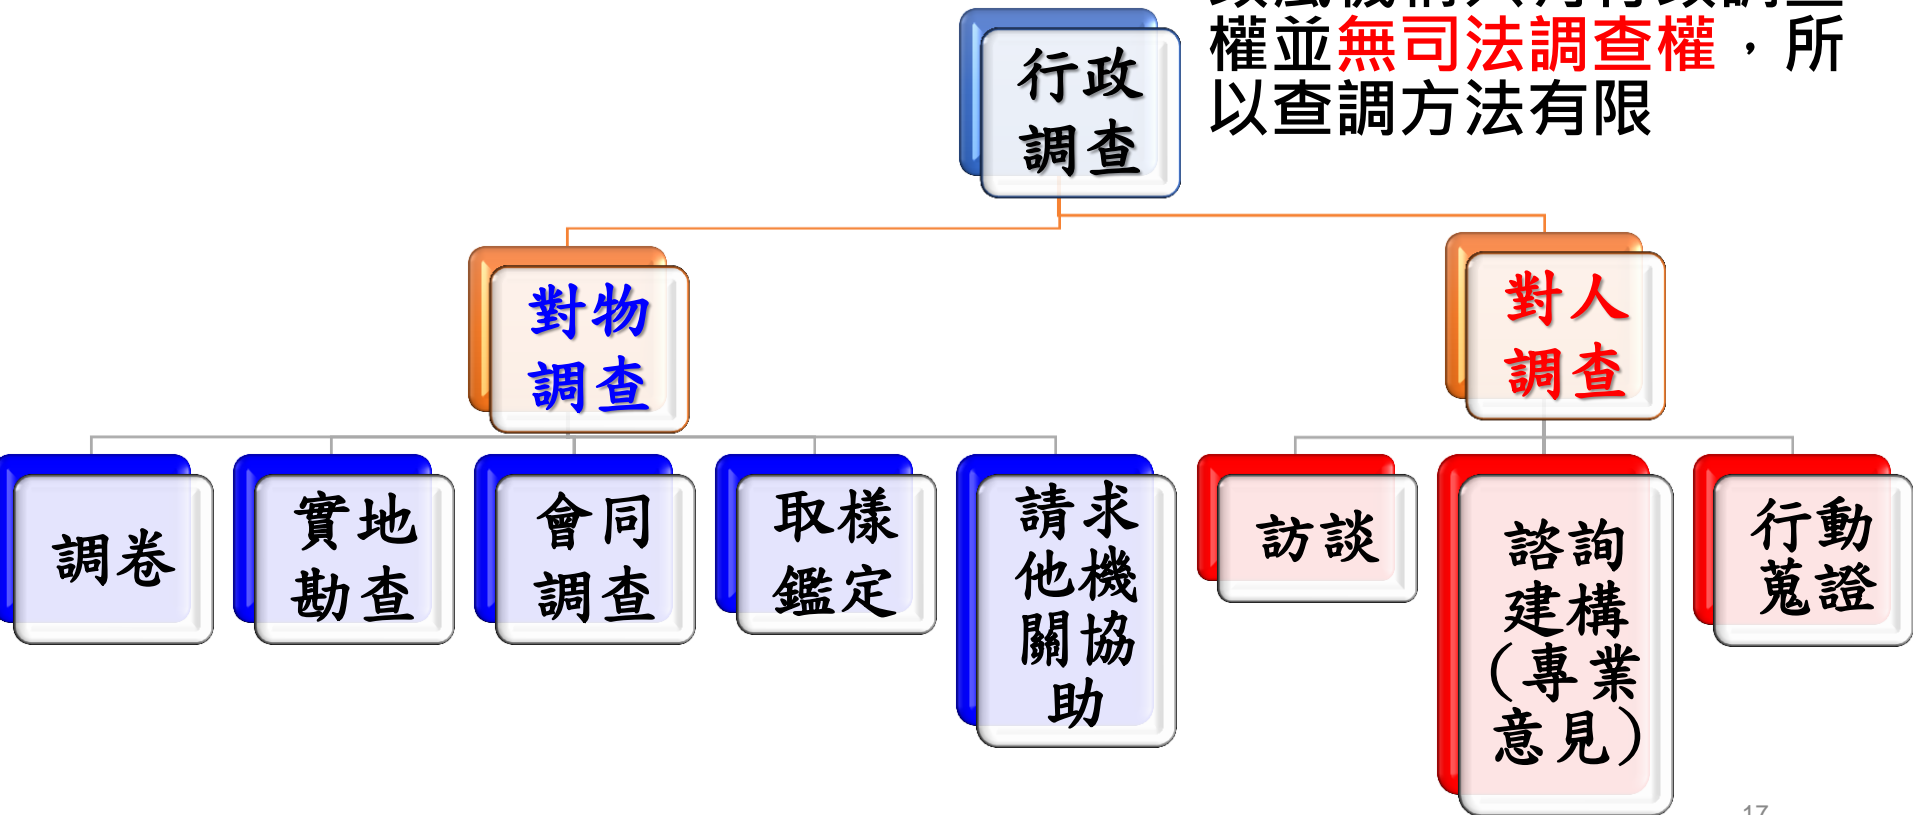 權並無司法調查權，所
以查調方法有限
行政
調查
對物
調查
對人
調查
調卷
實地
勘查
會同
調查
取樣
鑑定
請求
他機
關協
助
訪談
諮詢
建構
(專業
意見)
行動
蒐證
17